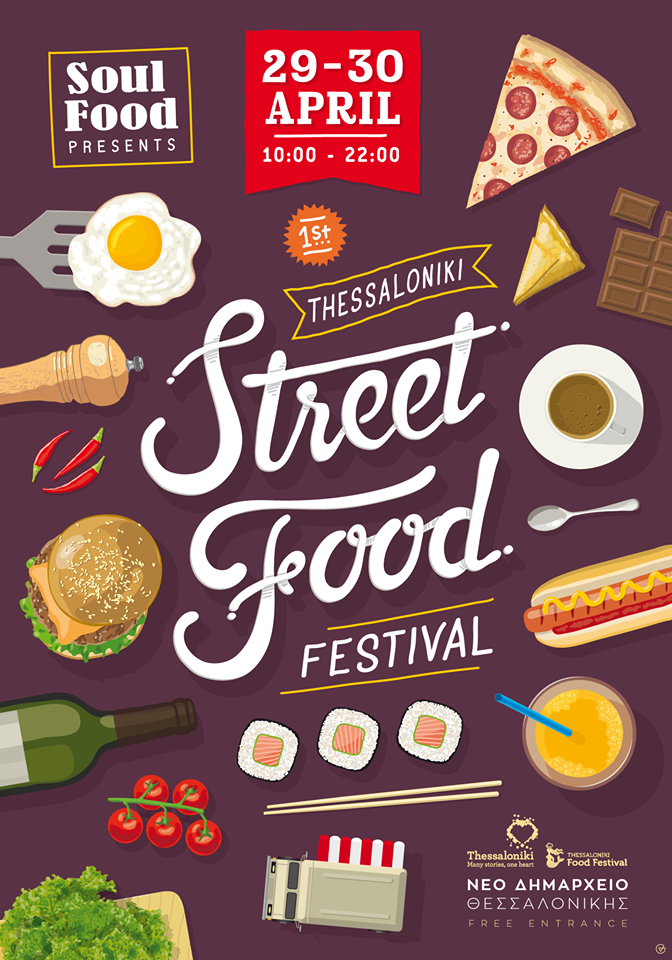 Soul
Food
PRESENTS
29-30
APRIL
10:00 - 22:00
1st
THESSALONIKI
Street
Food.
FESTIVAL
Thessaloniki
Many stories, one heart
THESSALONIKI
Food Festival
ΝΕΟ ΔΗΜΑΡΧΕΙΟ
ΘΕΣΣΑΛΟΝΙΚΗΣ
FREE ENTRANCE